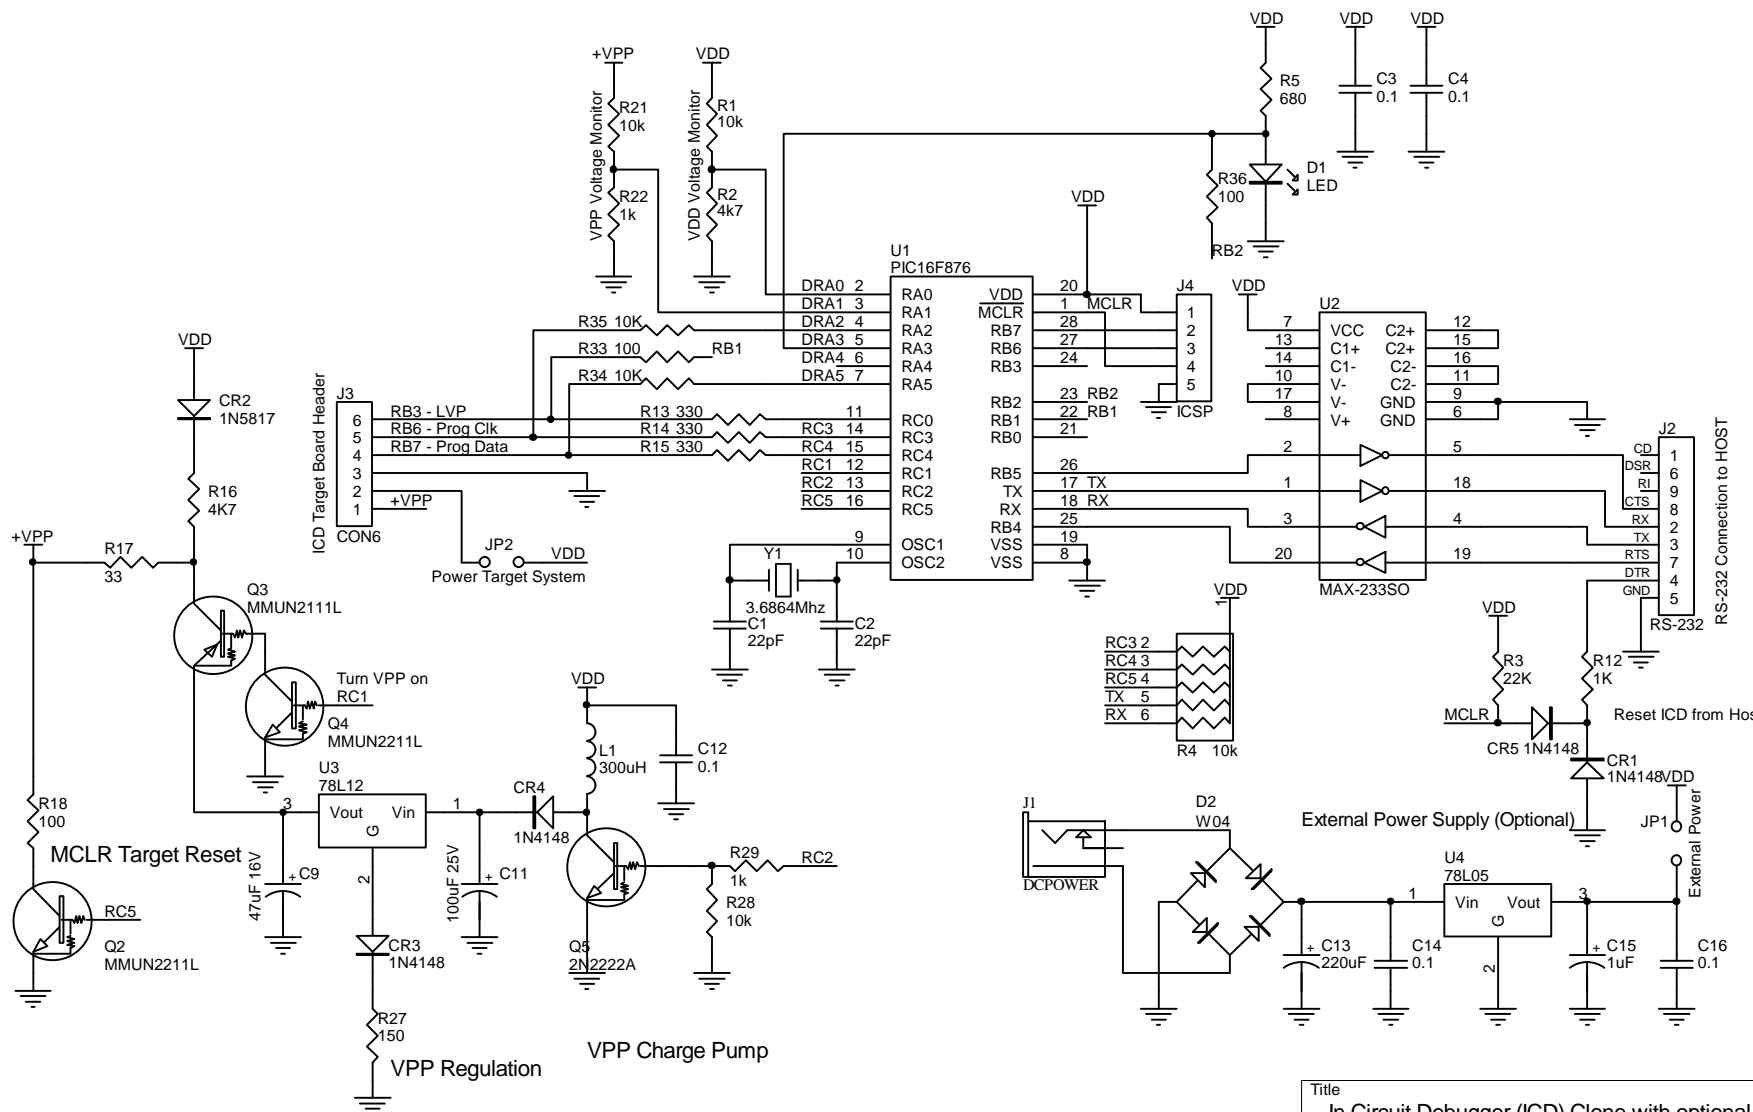 VDD
VDD
VDD
+VPP
VDD
R5
680
C3
0.1
C4
0.1
R21
10k
R1
10k
VPP Voltage Monitor
VDD Voltage Monitor
R22
1k
R2
4k7
R36
100
D1
LED
RB2
VDD
U1
PIC16F876
DRA0 2
DRA1 3
DRA2 4
DRA3 5
DRA4 6
DRA5 7
RA0
RA1
RA2
RA3
RA4
RA5
11
RC3 14
RC4 15
RC1 12
RC2 13
RC5 16
RC0
RC3
RC4
RC1
RC2
RC5
9
10
OSC1
OSC2
VDD
MCLR
RB7
RB6
RB3
RB2
RB1
RB0
RB5
TX
RX
RB4
VSS
VSS
20
1 MCLR
28
27
24
23 RB2
22 RB1
21
26
17 TX
18 RX
25
19
8
R35 10K
R33 100
RB1
R34 10K
R13 330
R14 330
R15 330
J4
1
2
3
4
5
ICSP
VDD
U2
7
13
14
10
17
8
VCC
C1+
C1-
V-
V-
V+
C2+
C2+
C2-
C2-
GND
GND
12
15
16
11
9
6
2
1
3
20
5
18
4
19
MAX-233SO
J2
CD 1
DSR 6
RI 9
CTS 8
RX 2
TX 3
RTS 7
DTR 4
GND 5
RS-232
RS-232 Connection to HOST
VDD
CR2
1N5817
J3
ICD Target Board Header
6
5
4
3
2
1
CON6
RB3 - LVP
RB6 - Prog Clk
RB7 - Prog Data
+VPP
JP2
VDD
Power Target System
R16
4K7
+VPP
R17
33
Q3
MMUN2111L
Y1
3.6864Mhz
C1
22pF
C2
22pF
Turn VPP on
RC1
Q4
MMUN2211L
VDD
1
RC3 2
RC4 3
RC5 4
TX 5
RX 6
R4 10k
VDD
R3
22K
R12
1K
MCLR
CR5 1N4148
Reset ICD from Hos
CR1
1N4148
VDD
VDD
L1
300uH
C12
0.1
U3
78L12
3
Vout
Vin
G
1
2
CR4
1N4148
R18
100
MCLR Target Reset
47uF 16V
C9
100uF 25V
C11
R29
1k
RC2
R28
10k
RC5
Q2
MMUN2211L
Q5
2N2222A
CR3
1N4148
R27
150
VPP Regulation
VPP Charge Pump
J1
DCPOWER
D2
W04
External Power Supply (Optional)
JP1
External Power
U4
78L05
1
Vin
Vout
G
3
2
C13
220uF
C14
0.1
C15
1uF
C16
0.1
Title
In Circuit Debugger (ICD) Clone with optional